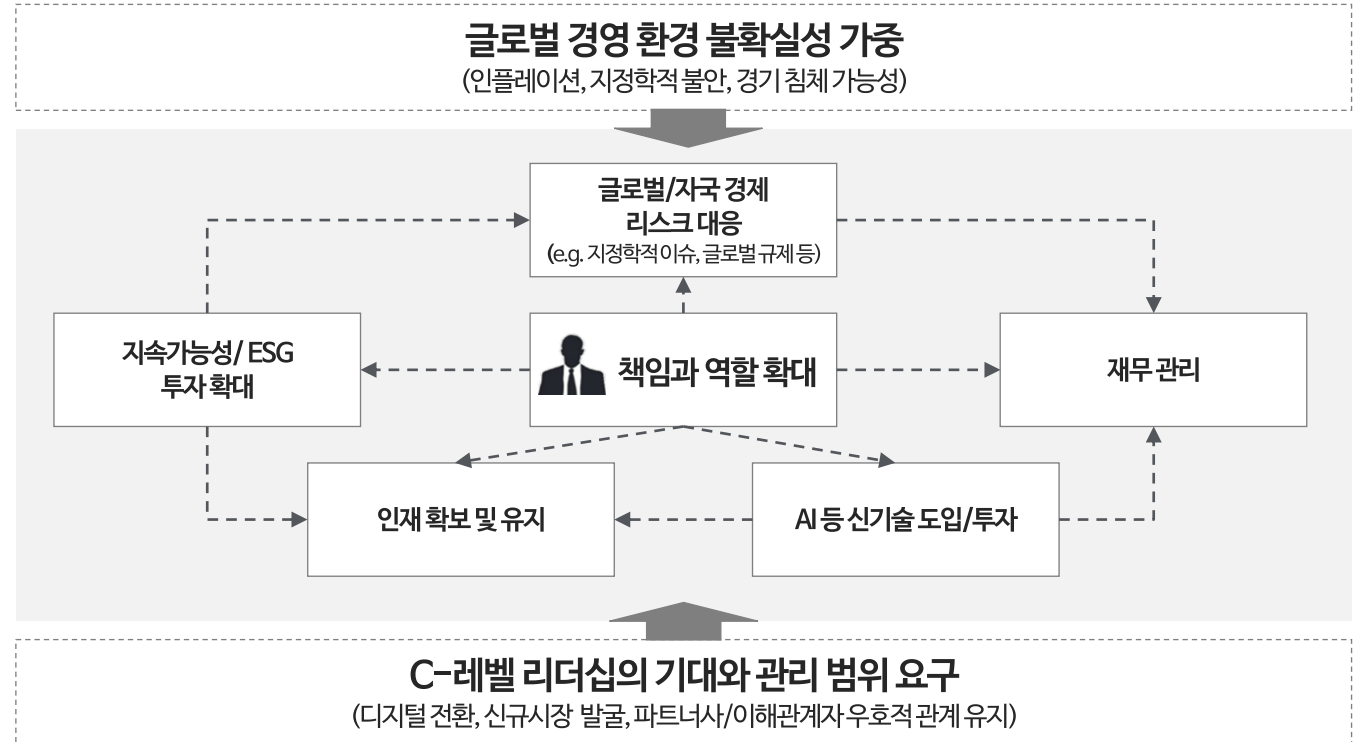 글로벌 경영 환경 불확실성 가중
(인플레이션, 지정학적 불안, 경기 침체 가능성)
글로벌/자국 경제
리스크 대응
(e.g. 지정학적 이슈, 글로벌 규제 등)
지속가능성/ ESG
투자 확대
책임과 역할 확대
재무 관리
인재 확보 및 유지
AI 등 신기술 도입/투자
C-레벨 리더십의 기대와 관리 범위 요구
(디지털 전환, 신규시장 발굴, 파트너사/이해관계자 우호적 관계 유지)